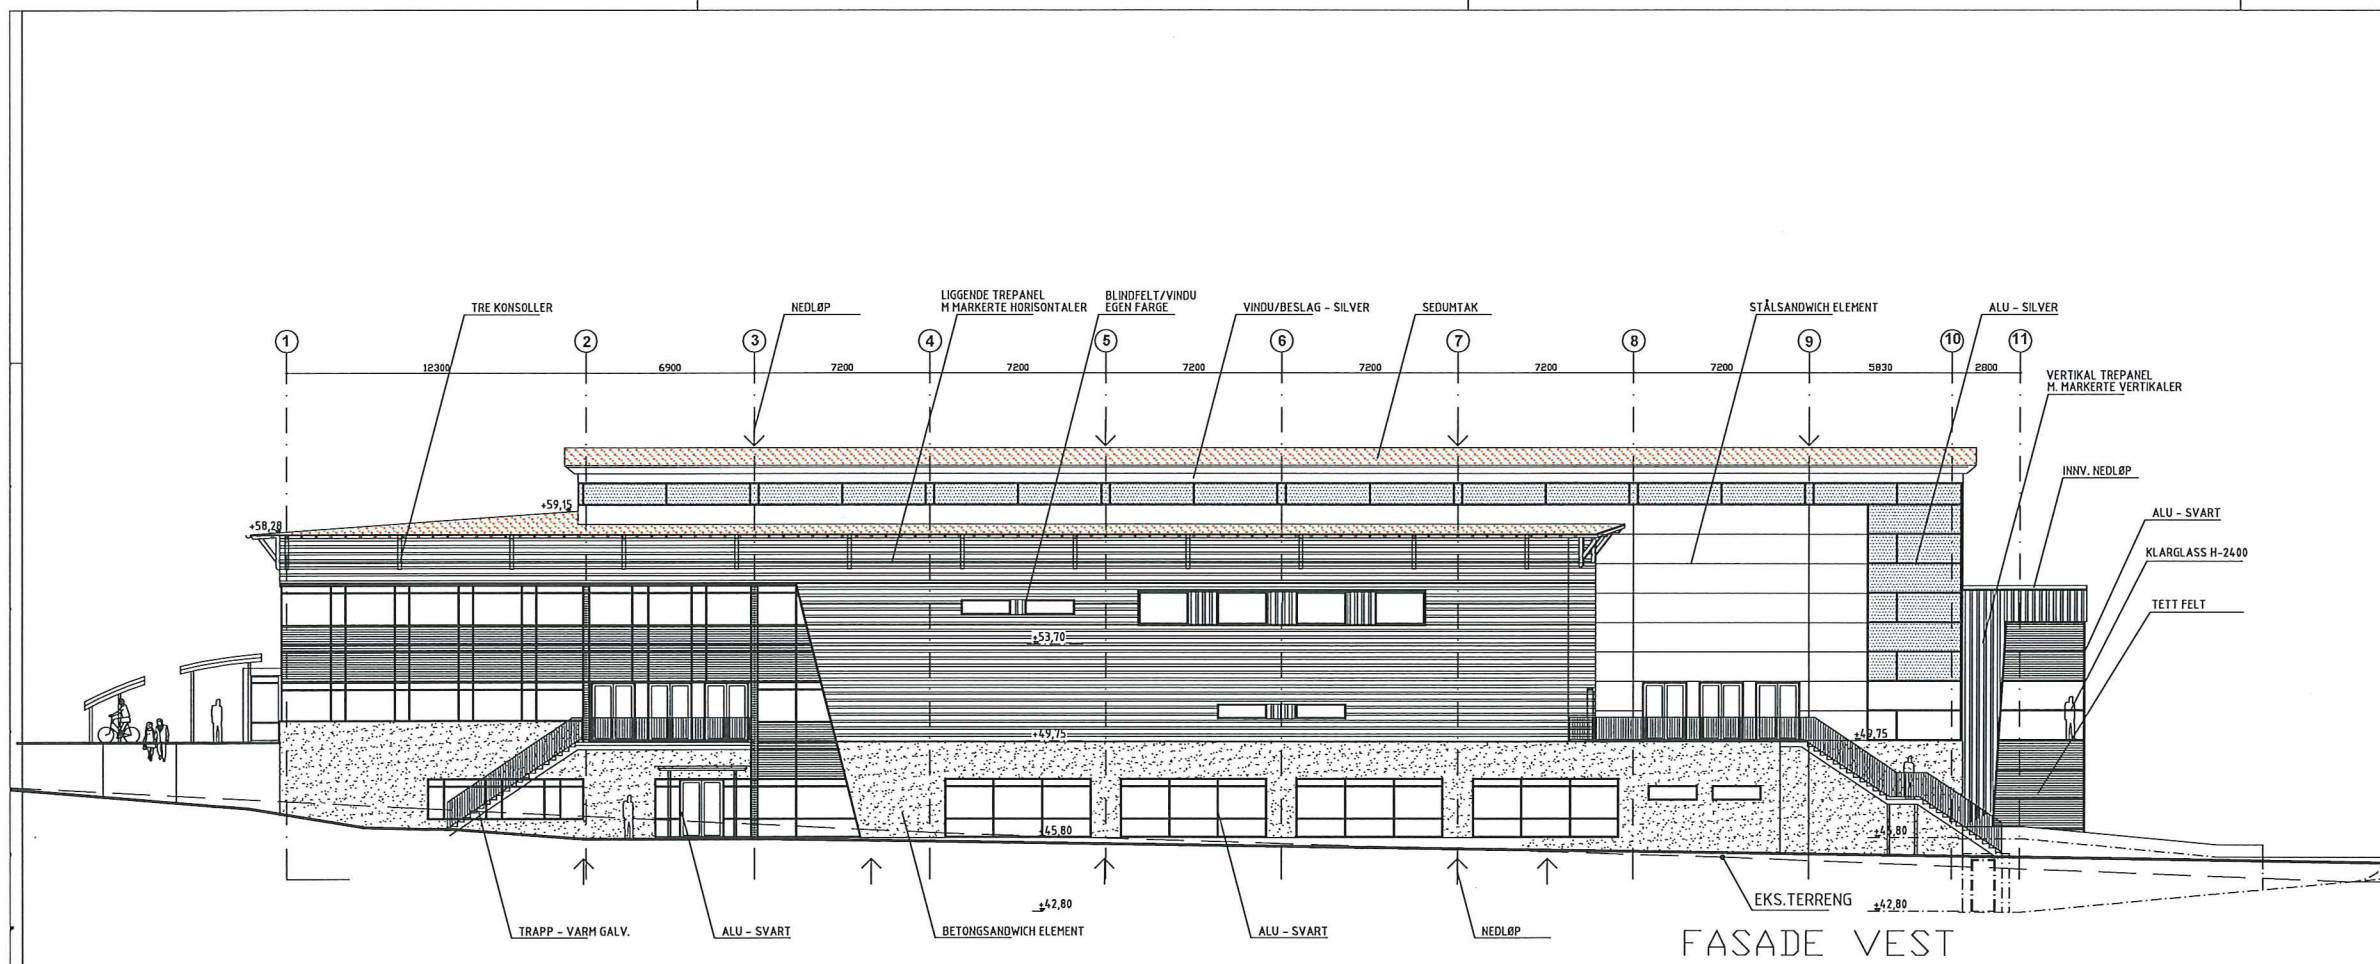 TRE KONSOLLER
NEDLØP
LIGGENDE TREPANEL
M MARKERTE HORISONTALER
BLINDFELT/VINDU
EGEN FARGE
VINDU/BESLAG - SILVER
SEDUMTAK
STÅLSANDWICH ELEMENT
ALU - SILVER
1 2 3 4 5 6 7 8 9 10 11
12300 6900 7200 7200 7200 7200 7200 7200 5830 2800
VERTIKAL TREPANEL
M. MARKERTE VERTIKALER
INNV. NEDLØP
ALU - SVART
KLARGLASS H-2400
TETT FELT
+59,15
+58,28
+53,70
+49,75
+49,75
+45,80
+45,80
+42,80
+42,80
EKS.TERRENG
TRAPP - VARM GALV.
ALU - SVART
BETONGSANDWICH ELEMENT
ALU - SVART
NEDLØP
FASADE VEST